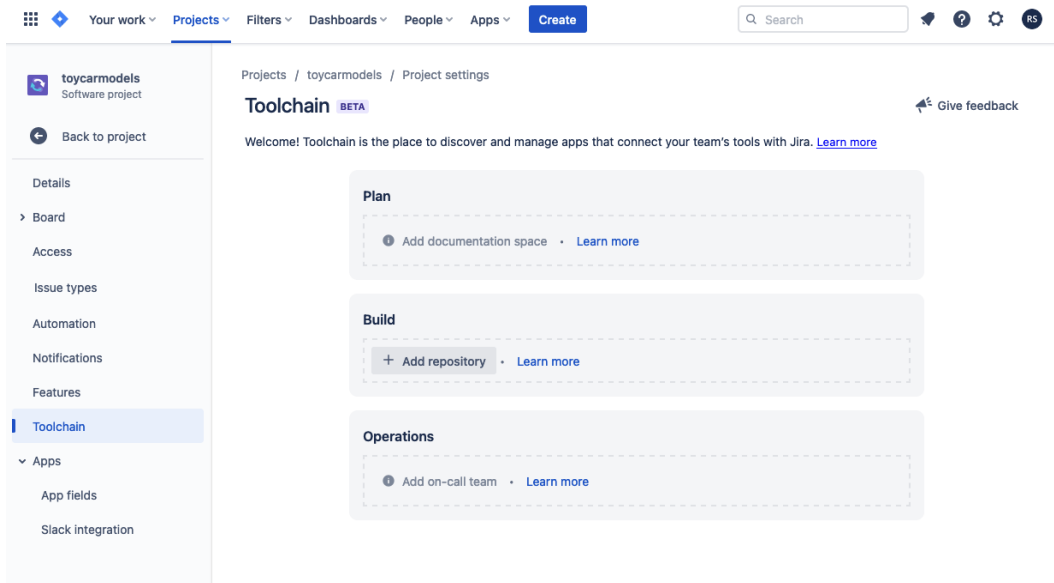 Your work Projects Filters Dashboards People Apps Create Search RS
toycarmodels
Software project
Back to project
Details
Board
Access
Issue types
Automation
Notifications
Features
Toolchain
Apps
App fields
Slack integration
Projects / toycarmodels / Project settings
Toolchain BETA
Give feedback
Welcome! Toolchain is the place to discover and manage apps that connect your team's tools with Jira. Learn more
Plan
Add documentation space • Learn more
Build
+ Add repository • Learn more
Operations
Add on-call team • Learn more